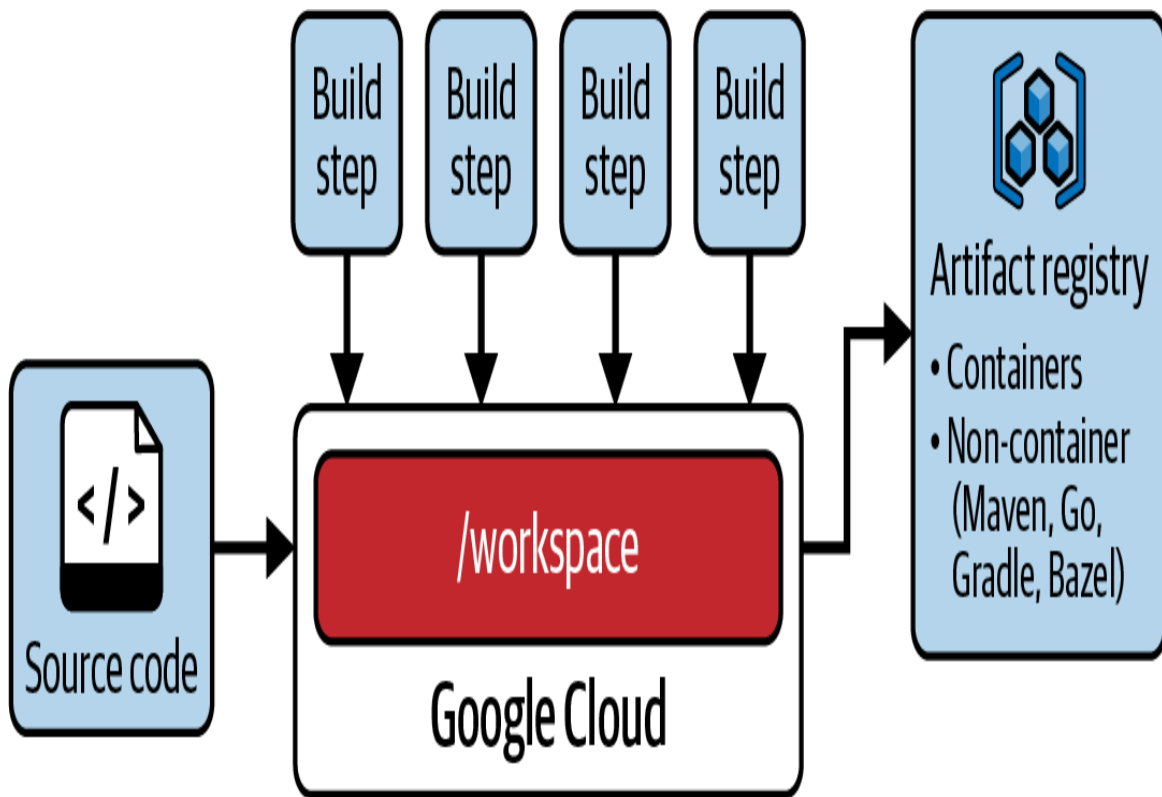 Build
step
Build
step
Build
step
Build
step
Artifact registry
• Containers
• Non-container
(Maven, Go,
Gradle, Bazel)
</>
Source code
/workspace
Google Cloud